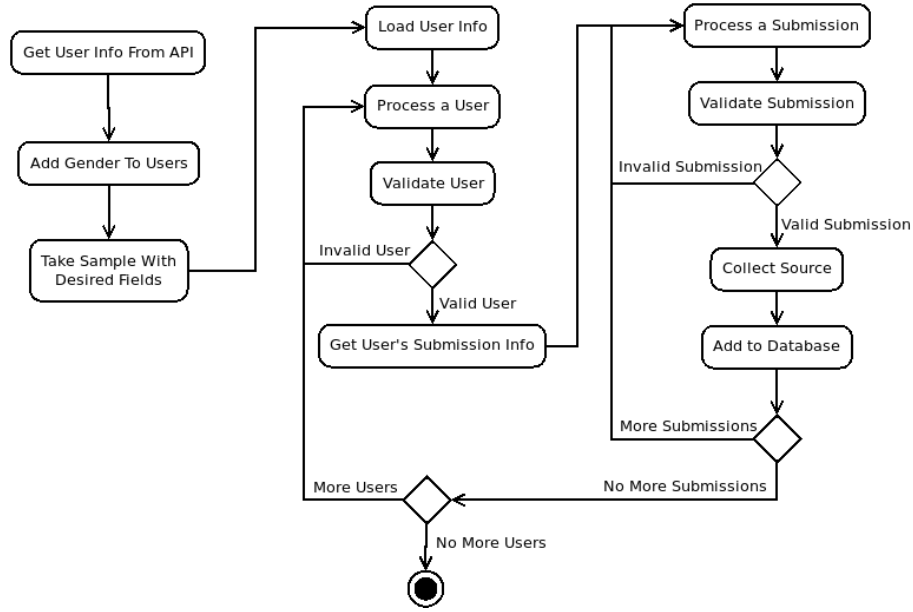 Get User Info From API
Add Gender To Users
Take Sample With
Desired Fields
Load User Info
Process a User
Validate User
Invalid User
Valid User
Get User's Submission Info
Process a Submission
Validate Submission
Invalid Submission
Valid Submission
Collect Source
Add to Database
More Submissions
No More Submissions
More Users
No More Users